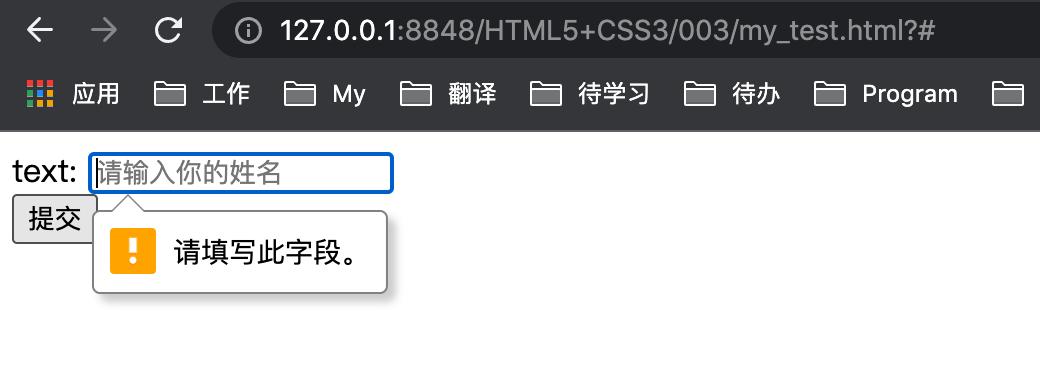 127.0.0.1:8848/HTML5+CSS3/003/my_test.html?#
应用 工作 My 翻译 待学习 待办 Program
text: 请输入你的姓名
提交
请填写此字段。